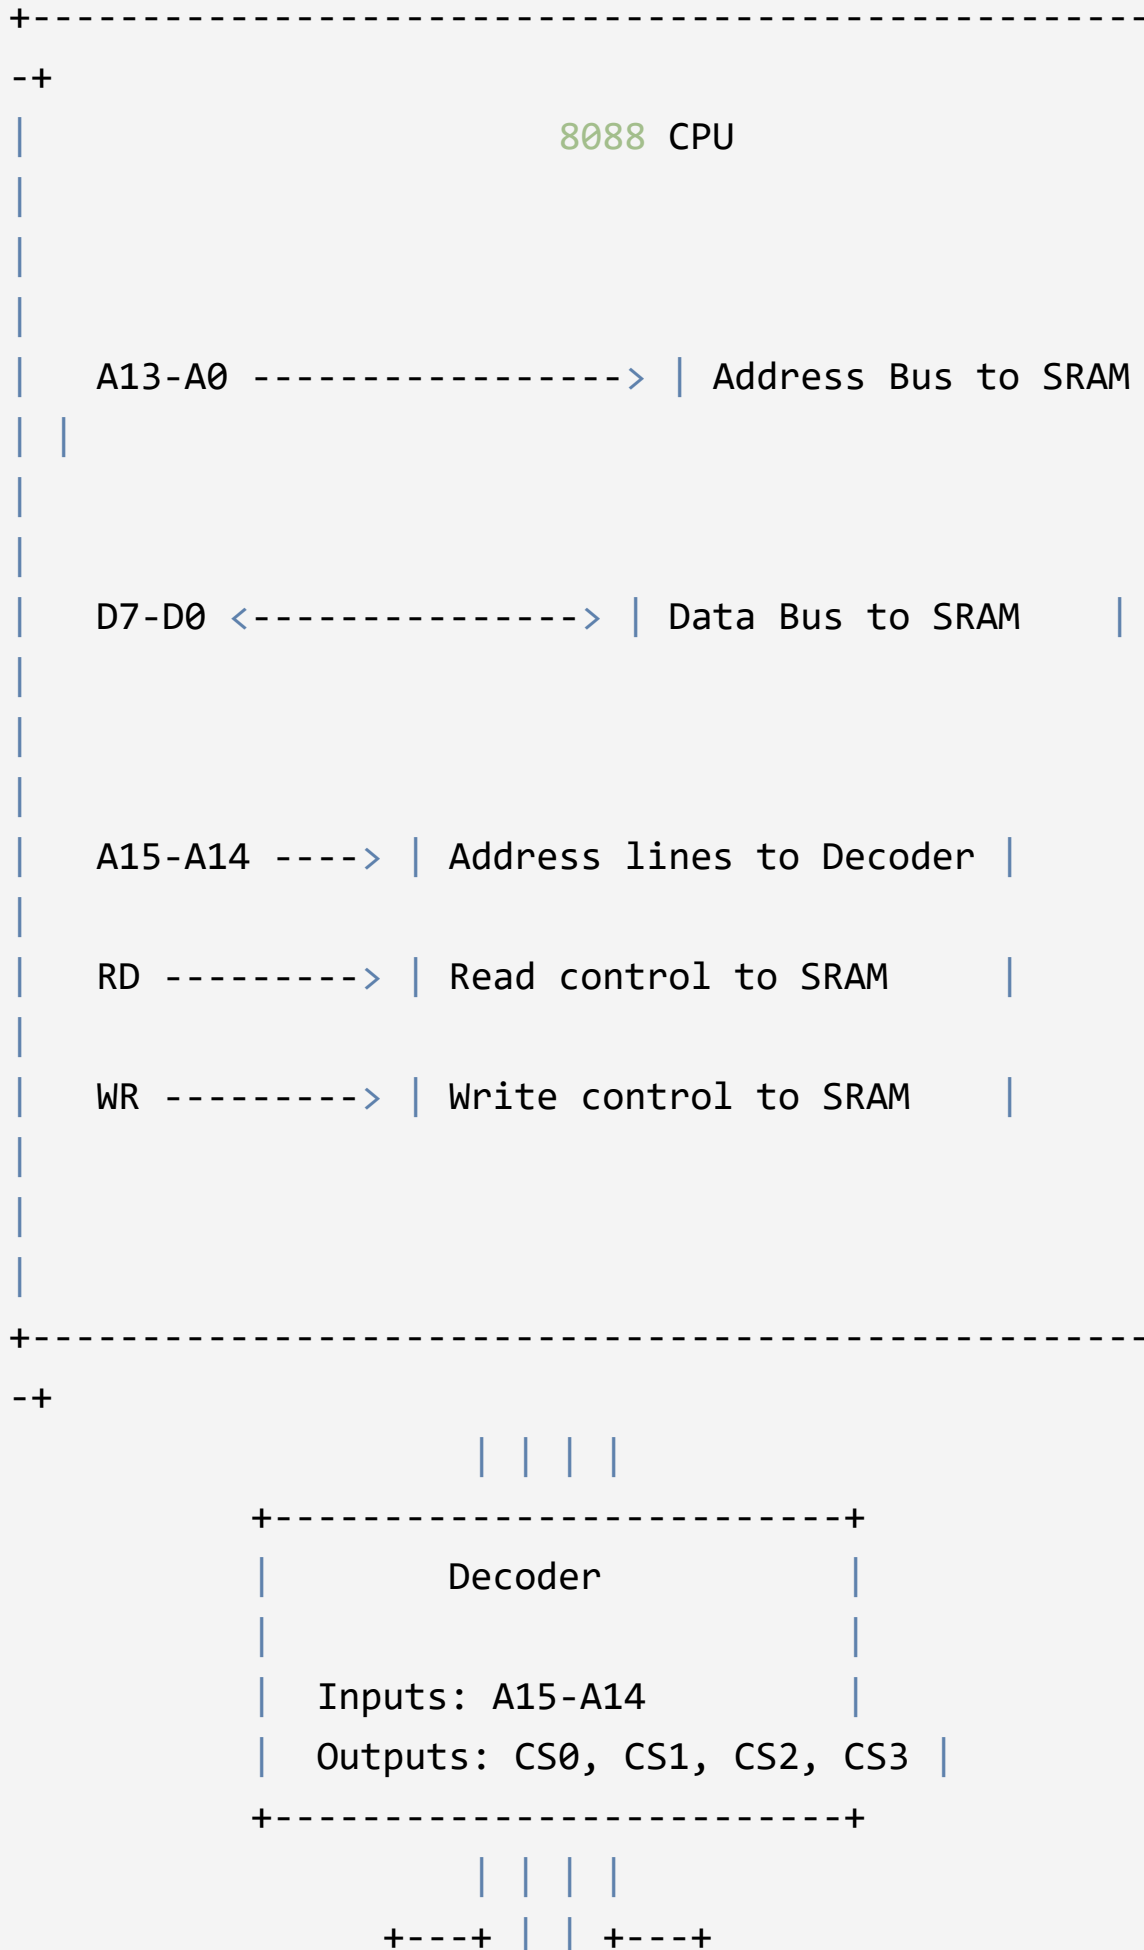 +---------------------------------------------------
-+
|                        8088 CPU
|
|
|
|   A13-A0 -----------------> | Address Bus to SRAM
| |
|
|
|   D7-D0 <---------------> | Data Bus to SRAM    |
|
|
|
|   A15-A14 ----> | Address lines to Decoder |
|
|   RD ---------> | Read control to SRAM     |
|
|   WR ---------> | Write control to SRAM    |
|
|
|
+---------------------------------------------------
-+
                     | | | |
           +--------------------------+
           |        Decoder           |
           |                          |
           |  Inputs: A15-A14         |
           |  Outputs: CS0, CS1, CS2, CS3 |
           +--------------------------+
                     | | | |
                 +---+ | | +---+